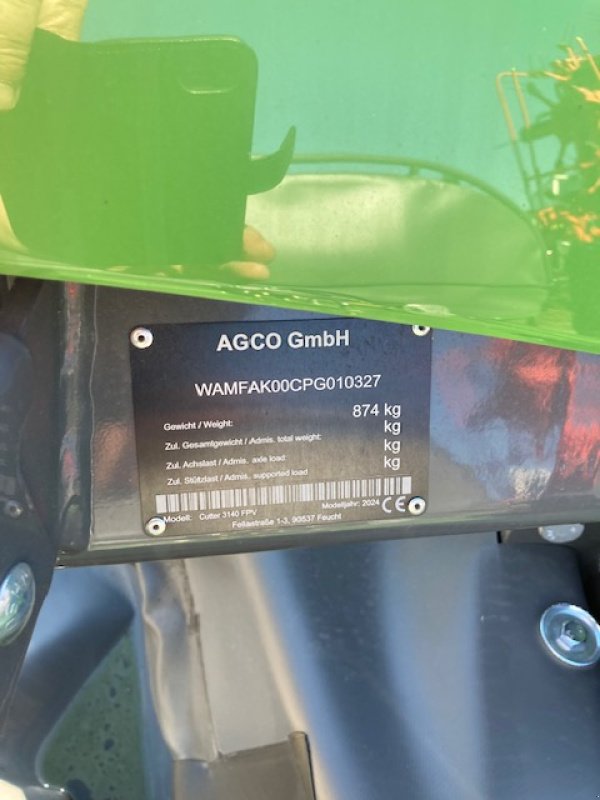 AGCO GmbH
WAMFAK00CPG010327
Gewicht / Weight: 874 kg
Zul. Gesamtgewicht / Admis. total weight: kg
Zul. Achslast / Admis. axle load: kg
Zul. Stützlast / Admis. supported load kg
Modell: Cutter 3140 FPV Modelljahr: 2024 CE
Fellastraße 1-3, 90537 Feucht